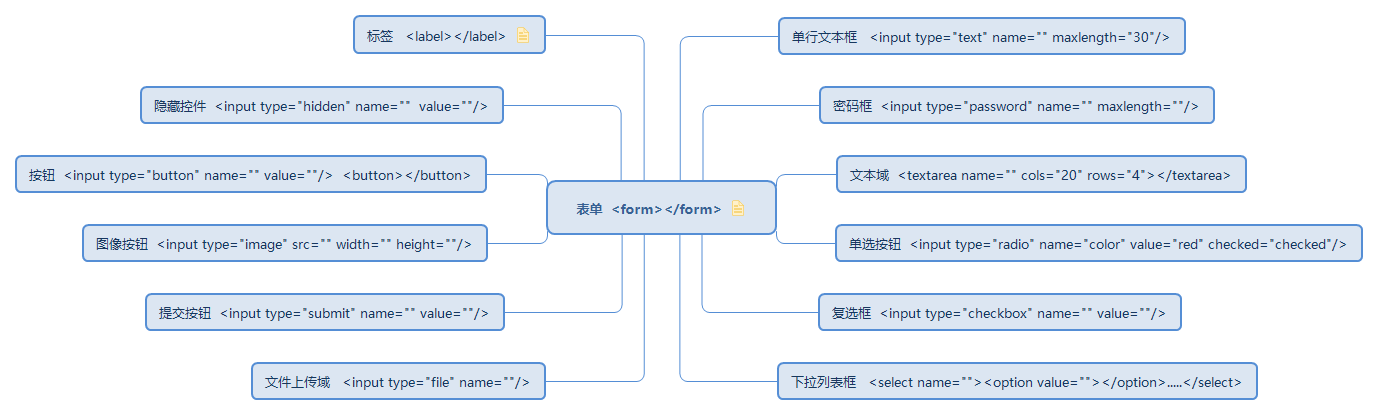 标签 <label></label>
单行文本框 <input type="text" name="" maxlength="30"/>
隐藏控件 <input type="hidden" name="" value=""/>
密码框 <input type="password" name="" maxlength=""/>
按钮 <input type="button" name="" value=""/> <button></button>
文本域 <textarea name="" cols="20" rows="4"></textarea>
表单 <form></form>
图像按钮 <input type="image" src="" width="" height=""/>
单选按钮 <input type="radio" name="color" value="red" checked="checked"/>
提交按钮 <input type="submit" name="" value=""/>
复选框 <input type="checkbox" name="" value=""/>
文件上传域 <input type="file" name=""/>
下拉列表框 <select name=""><option value=""></option>.....</select>